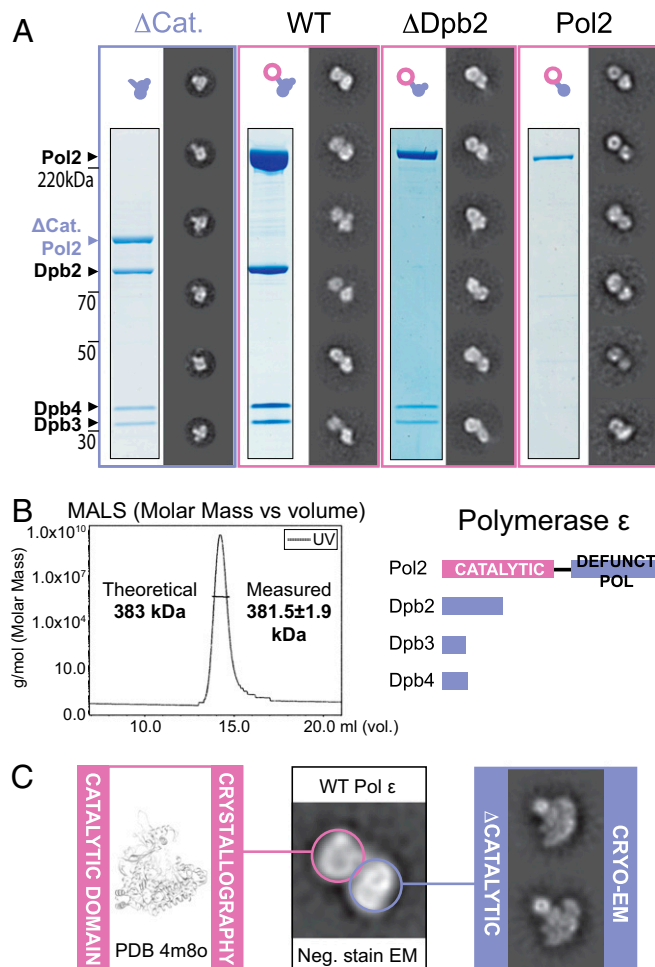 A
ΔCat.
WT
ΔDpb2
Pol2
Pol2
220kDa
ΔCat.
Pol2
Dpb2
70
50
Dpb4
Dpb3
30
B
MALS (Molar Mass vs volume)
g/mol (Molar Mass)
1.0x10¹⁰
1.0x10⁷
1.0x10⁴
10.0
0.0
UV
Theoretical
383 kDa
Measured
381.5±1.9
kDa
10.0
15.0
20.0 ml (vol.)
Polymerase ε
Pol2
CATALYTIC
DEFUNCT
POL
Dpb2
Dpb3
Dpb4
C
CATALYTIC DOMAIN
PDB 4m8o
CRYSTALLOGRAPHY
WT Pol ε
Neg. stain EM
ΔCATALYTIC
CRYO-EM